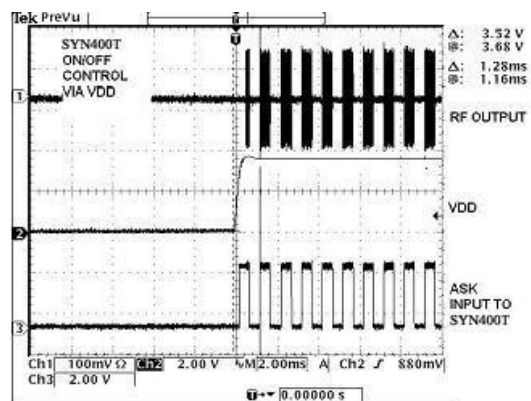 Tek PreVu
T
T
SYN400T
ON/OFF
CONTROL
VIA VDD
Δ: 3.52 V
@: 3.68 V
Δ: 1.28ms
@: 1.16ms
1
RF OUTPUT
VDD
2
ASK
INPUT TO
SYN400T
3
Ch1 100mV Ω Ch2 2.00 V M 2.00ms A Ch2 ƒ 880mV
Ch3 2.00 V
T 0.00000 s